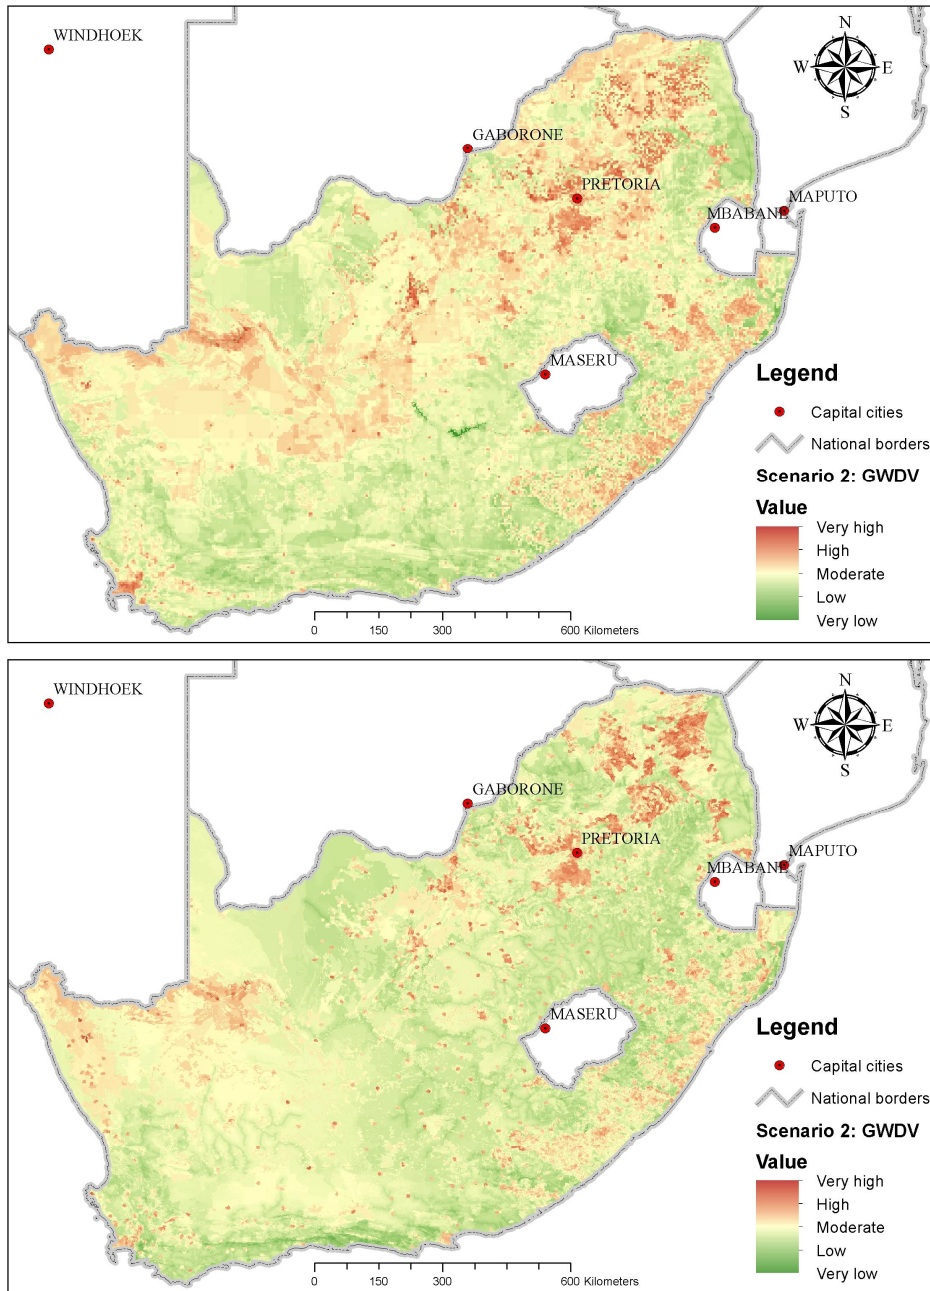 WINDHOEK
N
W E
S
GABORONE
PRETORIA
MAPUTO
MBABANE
MASERU
Legend
Capital cities
National borders
Scenario 2: GWDV
Value
Very high
High
Moderate
Low
Very low
0 150 300 600 Kilometers
WINDHOEK
N
W E
S
GABORONE
PRETORIA
MAPUTO
MBABANE
MASERU
Legend
Capital cities
National borders
Scenario 2: GWDV
Value
Very high
High
Moderate
Low
Very low
0 150 300 600 Kilometers